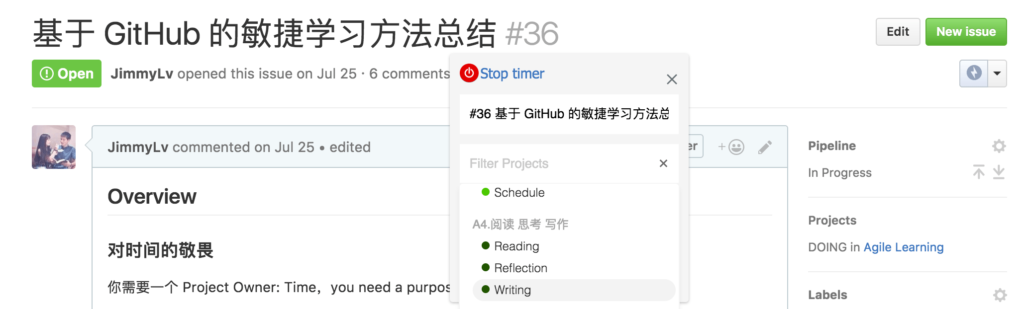 基于 GitHub 的敏捷学习方法总结 #36
Edit
New issue
Open
JimmyLv opened this issue on Jul 25 · 6 comments
Stop timer
#36 基于 GitHub 的敏捷学习方法总
JimmyLv commented on Jul 25 • edited
Filter Projects
Schedule
A4.阅读 思考 写作
Reading
Reflection
Writing
Overview
对时间的敬畏
你需要一个 Project Owner: Time, you need a purpos
Pipeline
In Progress
Projects
DOING in Agile Learning
Labels